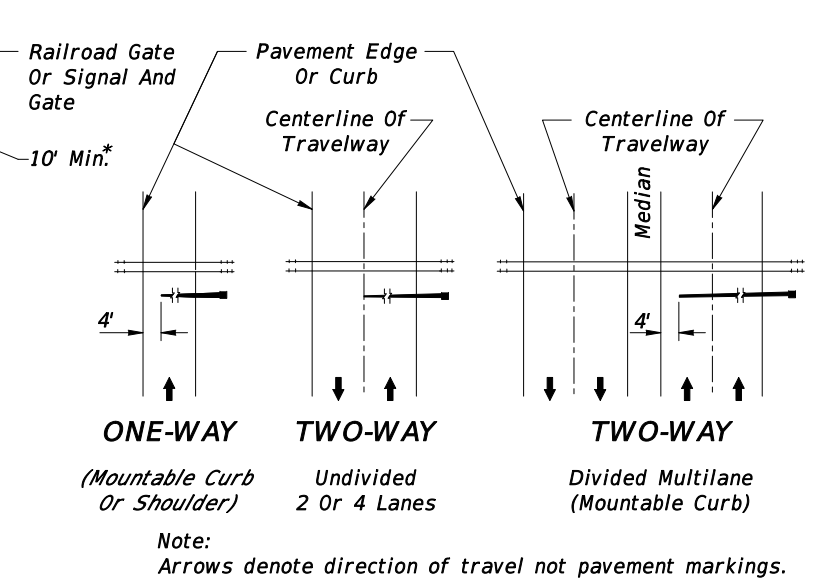 Railroad Gate
Or Signal And
Gate
10' Min.*
Pavement Edge
Or Curb
Centerline Of
Travelway
Centerline Of
Travelway
Median
4'
4'
ONE-WAY
(Mountable Curb
Or Shoulder)
TWO-WAY
Undivided
2 Or 4 Lanes
TWO-WAY
Divided Multilane
(Mountable Curb)
Note:
Arrows denote direction of travel not pavement markings.